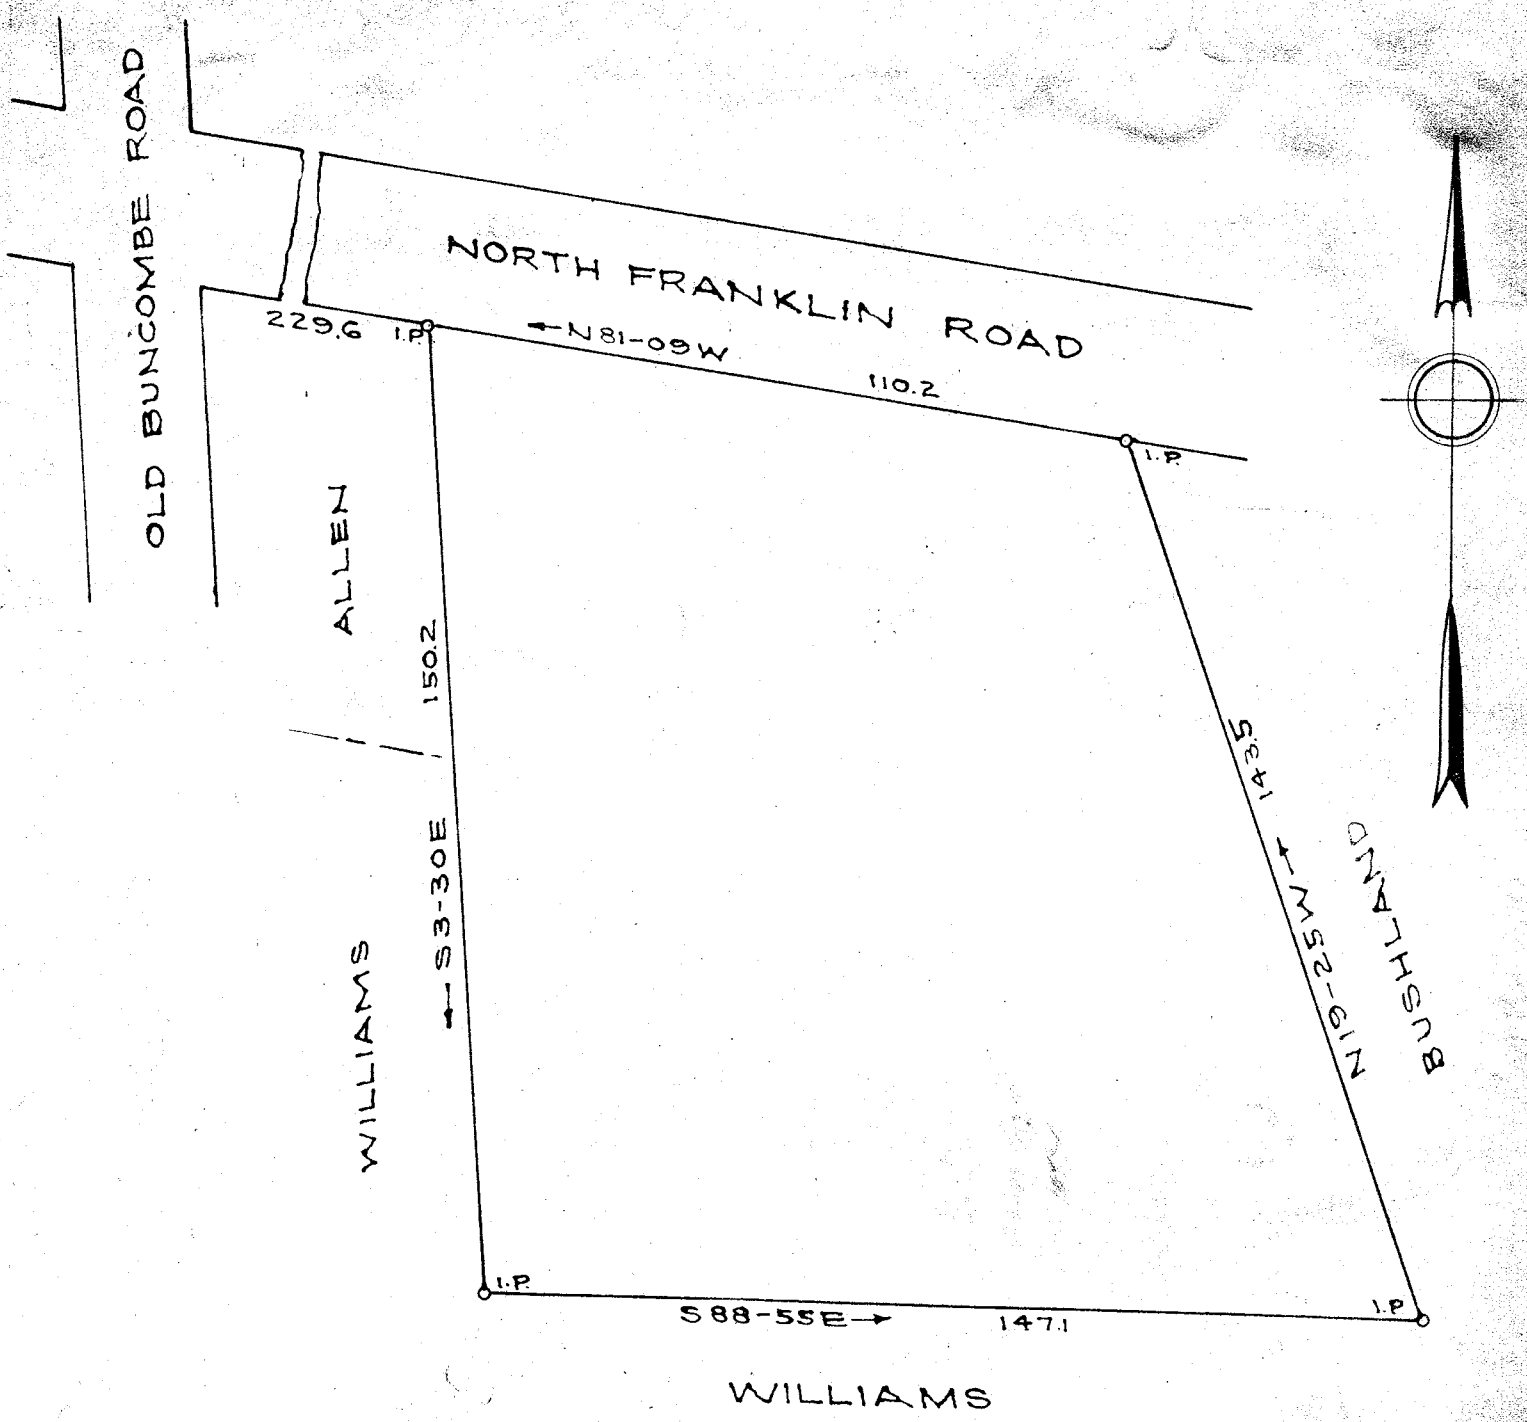 OLD BUNCOMBE ROAD
NORTH FRANKLIN ROAD
229.6
I.P.
←N81-09W
110.2
I.P.
ALLEN
150.2
←S3-30E
WILLIAMS
143.5
←N19-25W
BUSHLAND
I.P.
S88-55E→
147.1
I.P
WILLIAMS